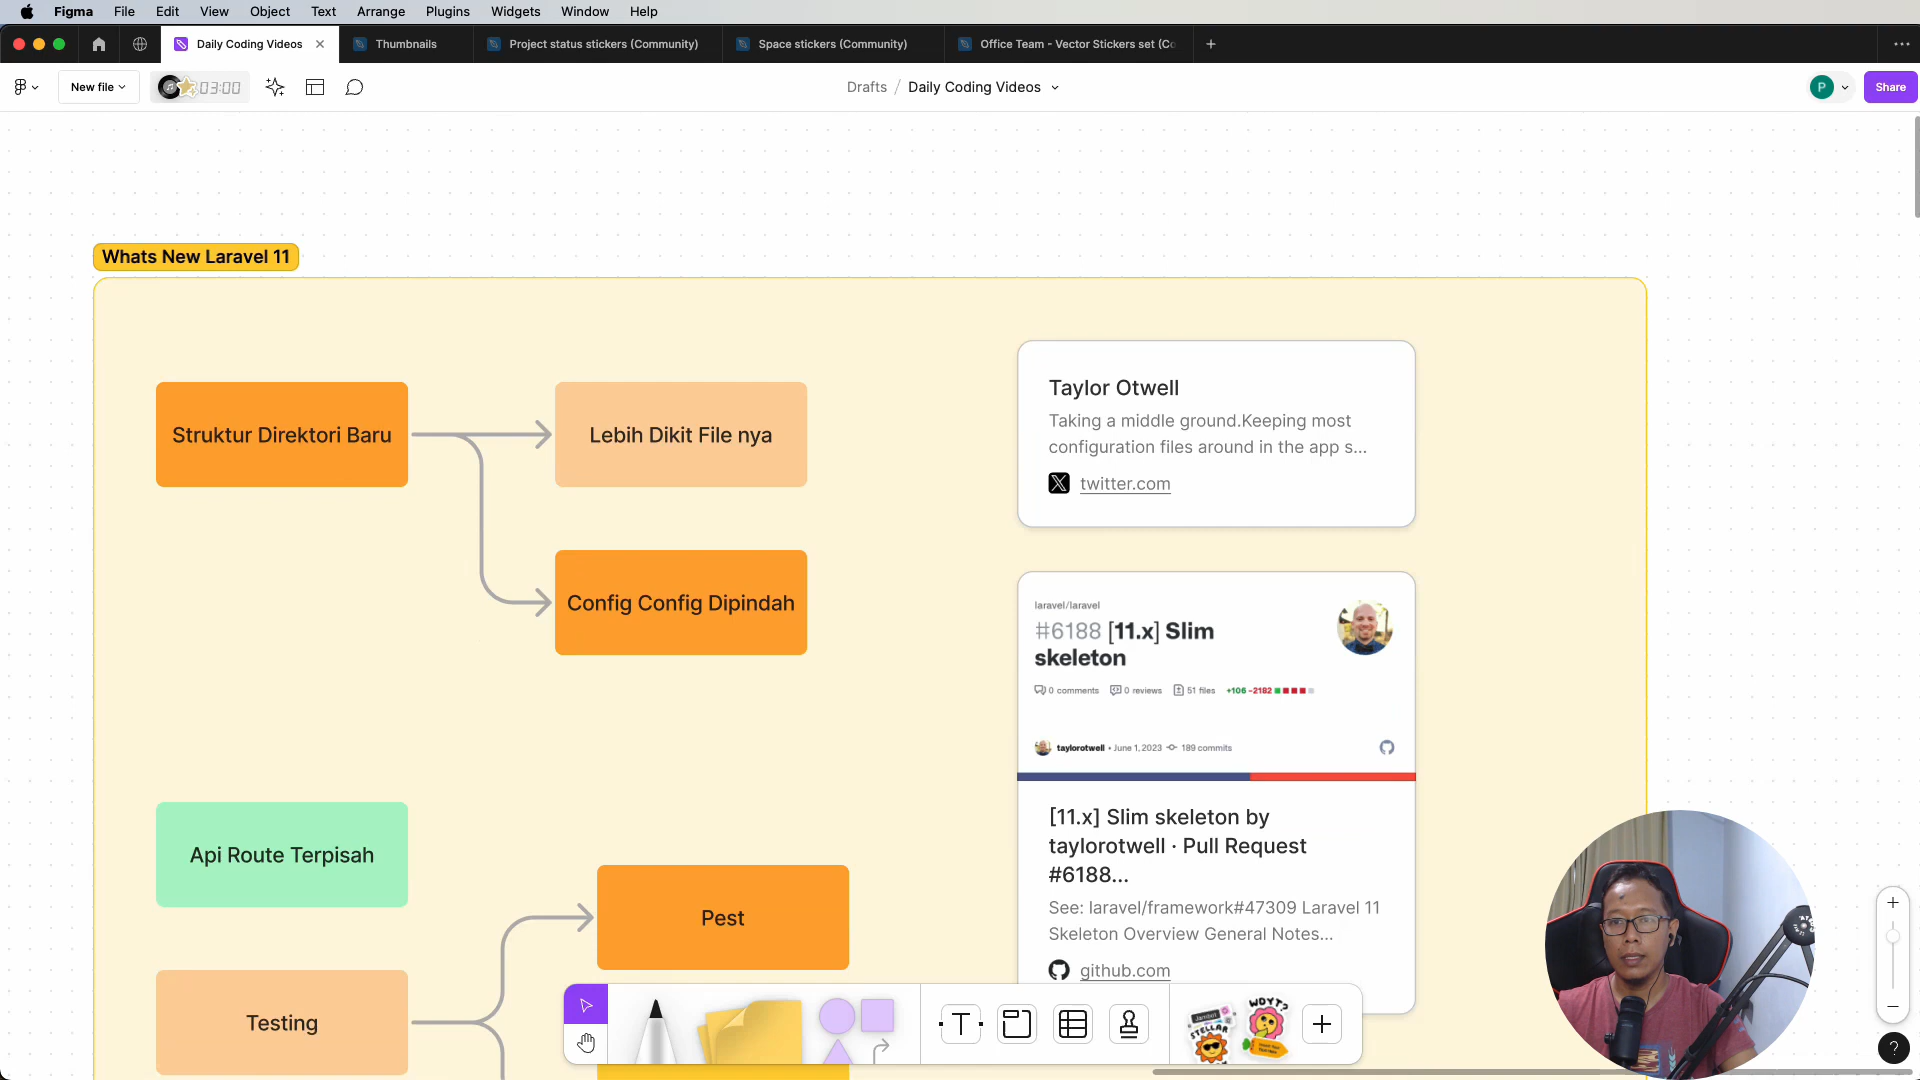 Figma File Edit View Object Text Arrange Plugins Widgets Window Help
Daily Coding Videos
Thumbnails
Project status stickers (Community)
Space stickers (Community)
Office Team - Vector Stickers set (Co
New file
03:00
Drafts / Daily Coding Videos
P
Share
Whats New Laravel 11
Struktur Direktori Baru
Lebih Dikit File nya
Config Config Dipindah
Api Route Terpisah
Pest
Testing
Taylor Otwell
Taking a middle ground.Keeping most
configuration files around in the app s...
twitter.com
laravel/laravel
#6188 [11.x] Slim
skeleton
0 comments 0 reviews 51 files +106 -2182
taylorotwell • June 1, 2023 189 commits
[11.x] Slim skeleton by
taylorotwell · Pull Request
#6188...
See: laravel/framework#47309 Laravel 11
Skeleton Overview General Notes...
github.com
T
Jambot
STELLAR
WDYT?
?